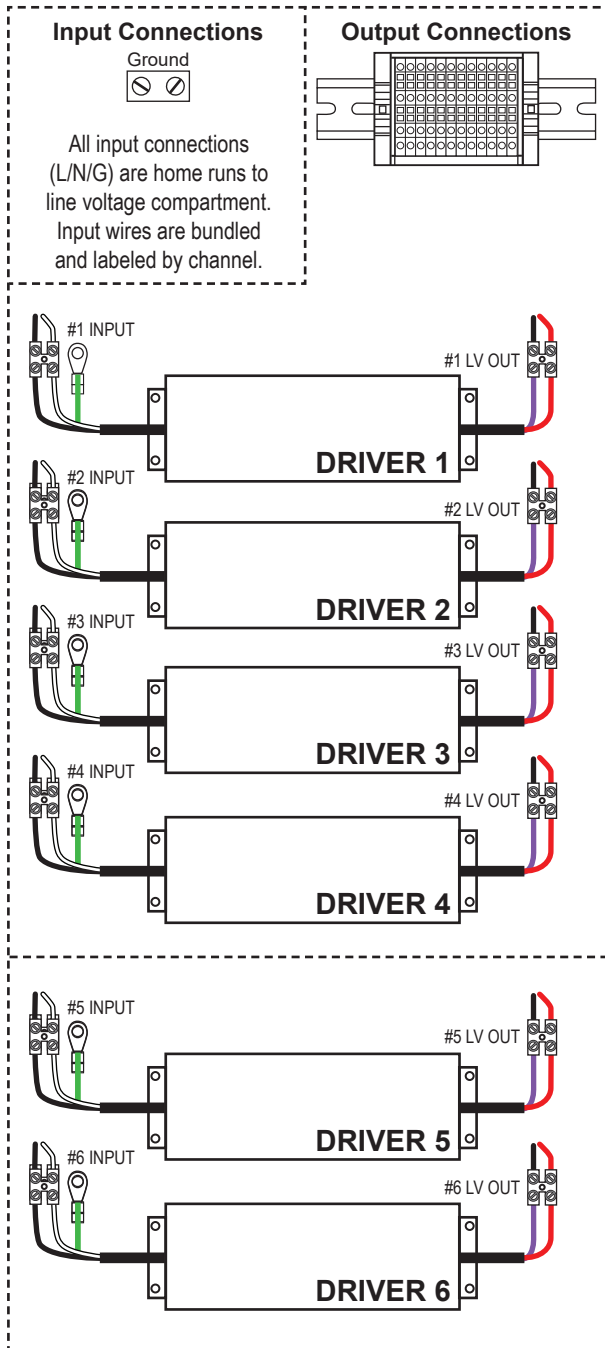 Input Connections
Ground
All input connections
(L/N/G) are home runs to
line voltage compartment.
Input wires are bundled
and labeled by channel.
Output Connections
#1 INPUT
#1 LV OUT
DRIVER 1
#2 INPUT
#2 LV OUT
DRIVER 2
#3 INPUT
#3 LV OUT
DRIVER 3
#4 INPUT
#4 LV OUT
DRIVER 4
#5 INPUT
#5 LV OUT
DRIVER 5
#6 INPUT
#6 LV OUT
DRIVER 6